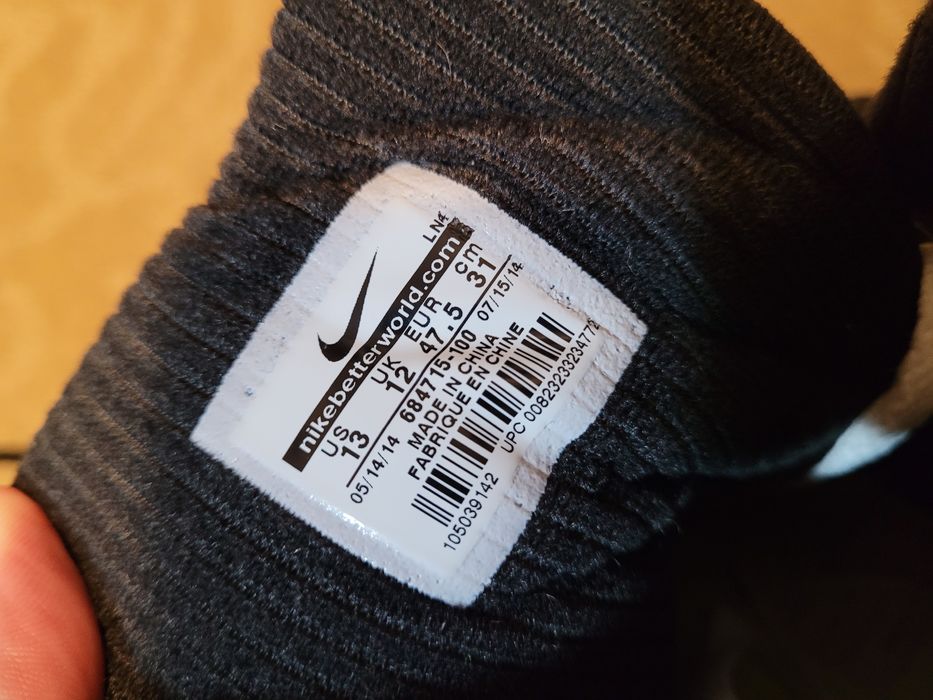 LN4
nikebetterworld.com
US UK EUR cm
13 12 47.5 31
05/14/14 684715-100 07/15/14
MADE IN CHINA
FABRIQUE EN CHINE
105039142 UPC 00823233234772